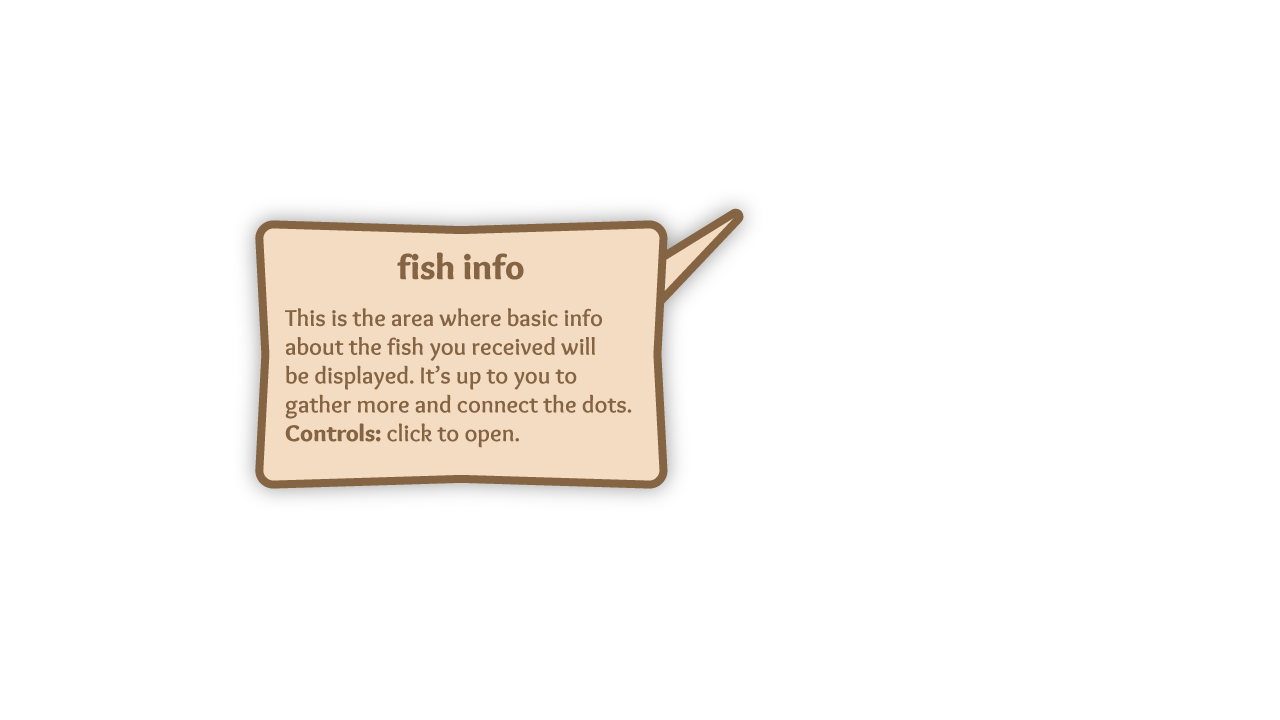 fish info
This is the area where basic info
about the fish you received will
be displayed. It’s up to you to
gather more and connect the dots.
Controls: click to open.